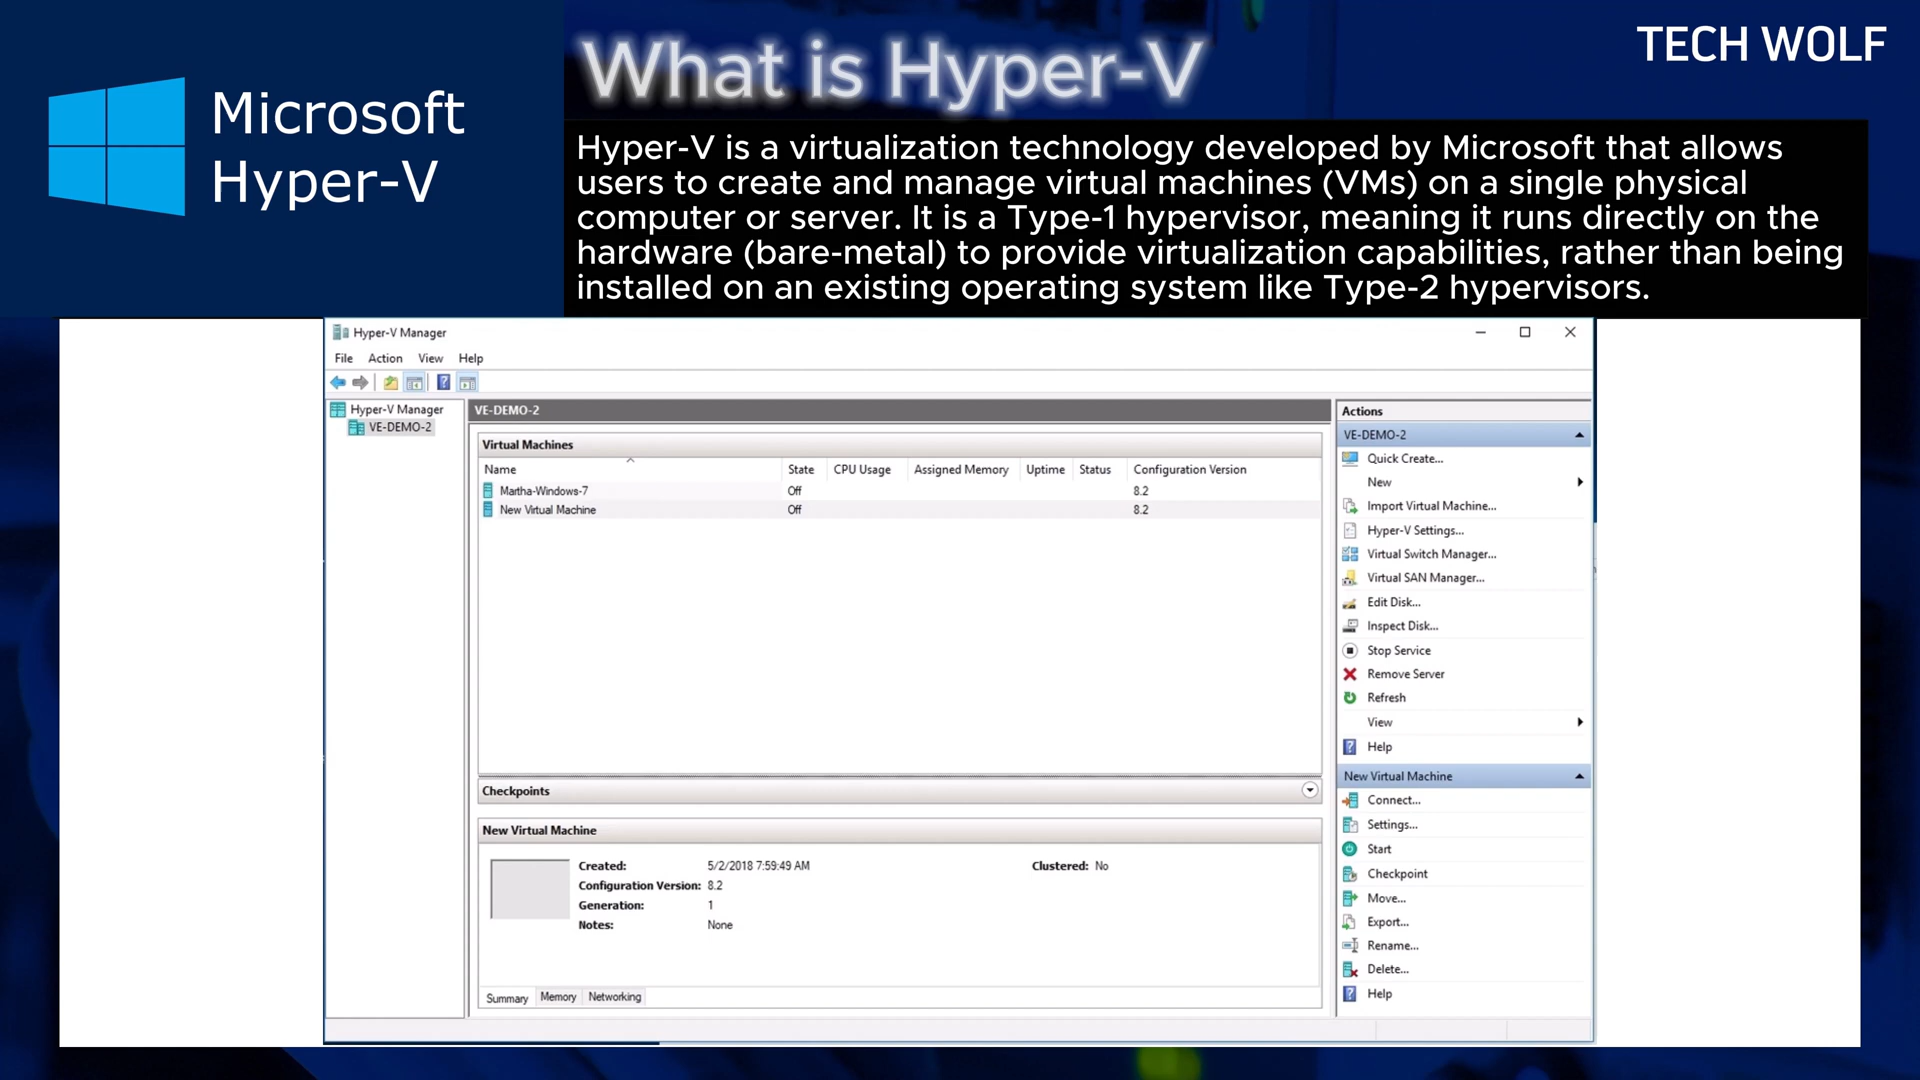 What is Hyper-V
TECH WOLF
Microsoft
Hyper-V
Hyper-V is a virtualization technology developed by Microsoft that allows
users to create and manage virtual machines (VMs) on a single physical
computer or server. It is a Type-1 hypervisor, meaning it runs directly on the
hardware (bare-metal) to provide virtualization capabilities, rather than being
installed on an existing operating system like Type-2 hypervisors.
Hyper-V Manager
File Action View Help
Hyper-V Manager
VE-DEMO-2
VE-DEMO-2
Virtual Machines
Name State CPU Usage Assigned Memory Uptime Status Configuration Version
Martha-Windows-7 Off 8.2
New Virtual Machine Off 8.2
Checkpoints
New Virtual Machine
Created: 5/2/2018 7:59:49 AM Clustered: No
Configuration Version: 8.2
Generation: 1
Notes: None
Summary Memory Networking
Actions
VE-DEMO-2
Quick Create...
New
Import Virtual Machine...
Hyper-V Settings...
Virtual Switch Manager...
Virtual SAN Manager...
Edit Disk...
Inspect Disk...
Stop Service
Remove Server
Refresh
View
Help
New Virtual Machine
Connect...
Settings...
Start
Checkpoint
Move...
Export...
Rename...
Delete...
Help